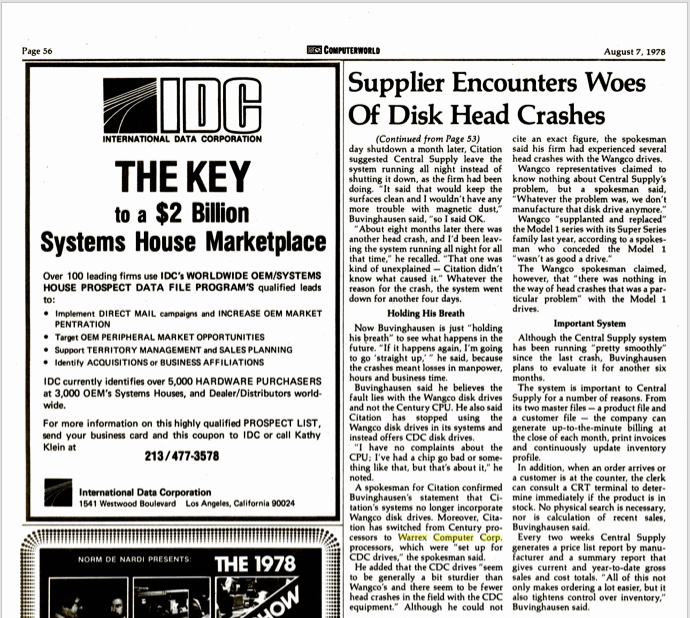 Page 56
COMPUTERWORLD
August 7, 1978
IDC
INTERNATIONAL DATA CORPORATION
THE KEY
to a $2 Billion
Systems House Marketplace
Over 100 leading firms use IDC's WORLDWIDE OEM/SYSTEMS
HOUSE PROSPECT DATA FILE PROGRAM'S qualified leads
to:
• Implement DIRECT MAIL campaigns and INCREASE OEM MARKET
PENTRATION
• Target OEM PERIPHERAL MARKET OPPORTUNITIES
• Support TERRITORY MANAGEMENT and SALES PLANNING
• Identify ACQUISITIONS or BUSINESS AFFILIATIONS
IDC currently identifies over 5,000 HARDWARE PURCHASERS
at 3,000 OEM's Systems Houses, and Dealer/Distributors world-
wide.
For more information on this highly qualified PROSPECT LIST,
send your business card and this coupon to IDC or call Kathy
Klein at
213/477-3578
International Data Corporation
1541 Westwood Boulevard Los Angeles, California 90024
NORM DE NARDI PRESENTS:
THE 1978
HOW
Supplier Encounters Woes
Of Disk Head Crashes
(Continued from Page 53)
day shutdown a month later, Citation
suggested Central Supply leave the
system running all night instead of
shutting it down, as the firm had been
doing. "It said that would keep the
surfaces clean and I wouldn't have any
more trouble with magnetic dust,"
Buvinghausen said, "so I said OK.
"About eight months later there was
another head crash, and I'd been leav-
ing the system running all night for all
that time," he recalled. "That one was
kind of unexplained — Citation didn't
know what caused it." Whatever the
reason for the crash, the system went
down for another four days.
Holding His Breath
Now Buvinghausen is just "holding
his breath" to see what happens in the
future. "If it happens again, I'm going
to go 'straight up,' " he said, because
the crashes meant losses in manpower,
hours and business time.
Buvinghausen said he believes the
fault lies with the Wangco disk drives
and not the Century CPU. He also said
Citation has stopped using the
Wangco disk drives in its systems and
instead offers CDC disk drives.
"I have no complaints about the
CPU; I've had a chip go bad or some-
thing like that, but that's about it," he
noted.
A spokesman for Citation confirmed
Buvinghausen's statement that Ci-
tation's systems no longer incorporate
Wangco disk drives. Moreover, Cita-
tion has switched from Century pro-
cessors to Warrex Computer Corp.
processors, which were "set up for
CDC drives," the spokesman said.
He added that the CDC drives "seem
to be generally a bit sturdier than
Wangco's and there seem to be fewer
head crashes in the field with the CDC
equipment." Although he could not
cite an exact figure, the spokesman
said his firm had experienced several
head crashes with the Wangco drives.
Wangco representatives claimed to
know nothing about Central Supply's
problem, but a spokesman said,
"Whatever the problem was, we don't
manufacture that disk drive anymore."
Wangco "supplanted and replaced"
the Model 1 series with its Super Series
family last year, according to a spokes-
man who conceded the Model 1
"wasn't as good a drive."
The Wangco spokesman claimed,
however, that "there was nothing in
the way of head crashes that was a par-
ticular problem" with the Model 1
drives.
Important System
Although the Central Supply system
has been running "pretty smoothly"
since the last crash, Buvinghausen
plans to evaluate it for another six
months.
The system is important to Central
Supply for a number of reasons. From
its two master files — a product file and
a customer file — the company can
generate up-to-the-minute billing at
the close of each month, print invoices
and continuously update inventory
profile.
In addition, when an order arrives or
a customer is at the counter, the clerk
can consult a CRT terminal to deter-
mine immediately if the product is in
stock. No physical search is necessary,
nor is calculation of recent sales,
Buvinghausen said.
Every two weeks Central Supply
generates a price list report by manu-
facturer and a summary report that
gives current and year-to-date gross
sales and cost totals. "All of this not
only makes ordering a lot easier, but it
also tightens control over inventory,"
Buvinghausen said.